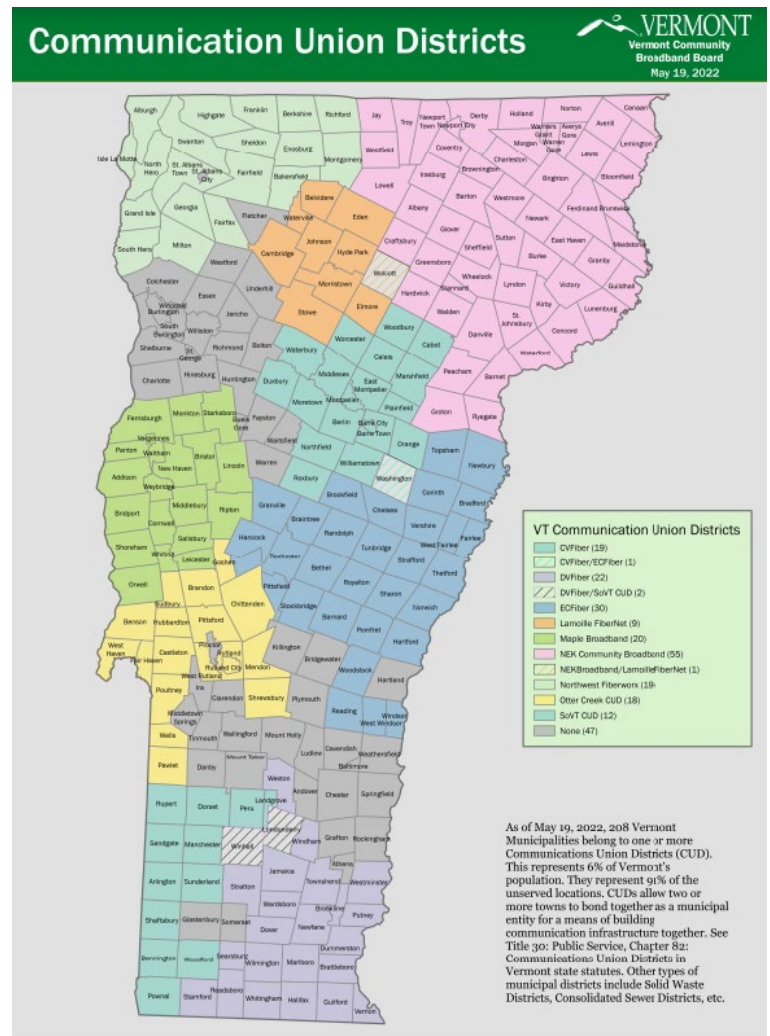 Communication Union Districts
VERMONT
Vermont Community
Broadband Board
May 19, 2022
Alburgh
Highgate
Franklin
Berkshire
Richford
Jay
Troy
Newport Town
Newport City
Derby
Holland
Norton
Canaan
Averill
Lemington
Warners Grant
Averys Gore
Warren Gore
Morgan
Lewis
Swanton
Sheldon
Enosburg
Montgomery
Westfield
Coventry
Charleston
Brighton
Bloomfield
Isle La Motte
North Hero
St. Albans Town
St. Albans City
Fairfield
Bakersfield
Lowell
Irasburg
Brownington
Barton
Westmore
Ferdinand
Brunswick
Grand Isle
Georgia
Fairfax
Fletcher
Belvidere
Waterville
Eden
Albany
Newark
East Haven
Maidstone
South Hero
Milton
Westford
Cambridge
Johnson
Hyde Park
Craftsbury
Glover
Sheffield
Sutton
Burke
Granby
Guildhall
Colchester
Essex
Underhill
Morristown
Wolcott
Greensboro
Wheelock
Stannard
Lyndon
Victory
Kirby
Lunenburg
Winooski
Burlington
South Burlington
Williston
Jericho
Stowe
Elmore
Hardwick
Walden
Danville
St. Johnsbury
Concord
Waterford
Shelburne
St. George
Richmond
Bolton
Waterbury
Worcester
Woodbury
Calais
Cabot
Peacham
Barnet
Charlotte
Hinesburg
Huntington
Duxbury
Middlesex
East Montpelier
Marshfield
Moretown
Montpelier
Plainfield
Groton
Ryegate
Ferrisburgh
Monkton
Starksboro
Buels Gore
Fayston
Waitsfield
Berlin
Barre City
Barre Town
Orange
Topsham
Newbury
Vergennes
Panton
Waltham
New Haven
Bristol
Lincoln
Warren
Northfield
Williamstown
Washington
Addison
Weybridge
Roxbury
Corinth
Bradford
Bridport
Middlebury
Ripton
Granville
Brookfield
Chelsea
Vershire
Fairlee
West Fairlee
Cornwall
Salisbury
Hancock
Braintree
Randolph
Tunbridge
Strafford
Thetford
Shoreham
Whiting
Leicester
Goshen
Rochester
Bethel
Royalton
Sharon
Norwich
Orwell
Brandon
Pittsfield
Sudbury
Chittenden
Stockbridge
Barnard
Pomfret
Hartford
Benson
Hubbardton
Pittsford
West Haven
Fair Haven
Castleton
Proctor
Rutland
Rutland City
West Rutland
Mendon
Killington
Bridgewater
Woodstock
Hartland
Ira
Poultney
Clarendon
Shrewsbury
Plymouth
Reading
Windsor
West Windsor
Middletown Springs
Wells
Tinmouth
Wallingford
Mount Holly
Ludlow
Cavendish
Weathersfield
Baltimore
Pawlet
Danby
Mount Tabor
Weston
Andover
Chester
Springfield
Rupert
Dorset
Peru
Landgrove
Londonderry
Windham
Grafton
Rockingham
Sandgate
Manchester
Winhall
Athens
Arlington
Sunderland
Stratton
Jamaica
Townshend
Westminster
Wardsboro
Brookline
Putney
Shaftsbury
Glastenbury
Somerset
Dover
Newfane
Dummerston
Bennington
Woodford
Searsburg
Wilmington
Marlboro
Brattleboro
Pownal
Stamford
Readsboro
Whitingham
Halifax
Guilford
Vernon
VT Communication Union Districts
CVFiber (19)
CVFiber/ECFiber (1)
DVFiber (22)
DVFiber/SoVT CUD (2)
ECFiber (30)
Lamoille FiberNet (9)
Maple Broadband (20)
NEK Community Broadband (55)
NEKBroadband/LamoilleFiberNet (1)
Northwest Fiberworx (19)
Otter Creek CUD (18)
SoVT CUD (12)
None (47)
As of May 19, 2022, 208 Vermont
Municipalities belong to one or more
Communications Union Districts (CUD).
This represents 6% of Vermont's
population. They represent 91% of the
unserved locations. CUDs allow two or
more towns to bond together as a municipal
entity for a means of building
communication infrastructure together. See
Title 30: Public Service, Chapter 82:
Communications Union Districts in
Vermont state statutes. Other types of
municipal districts include Solid Waste
Districts, Consolidated Sewer Districts, etc.